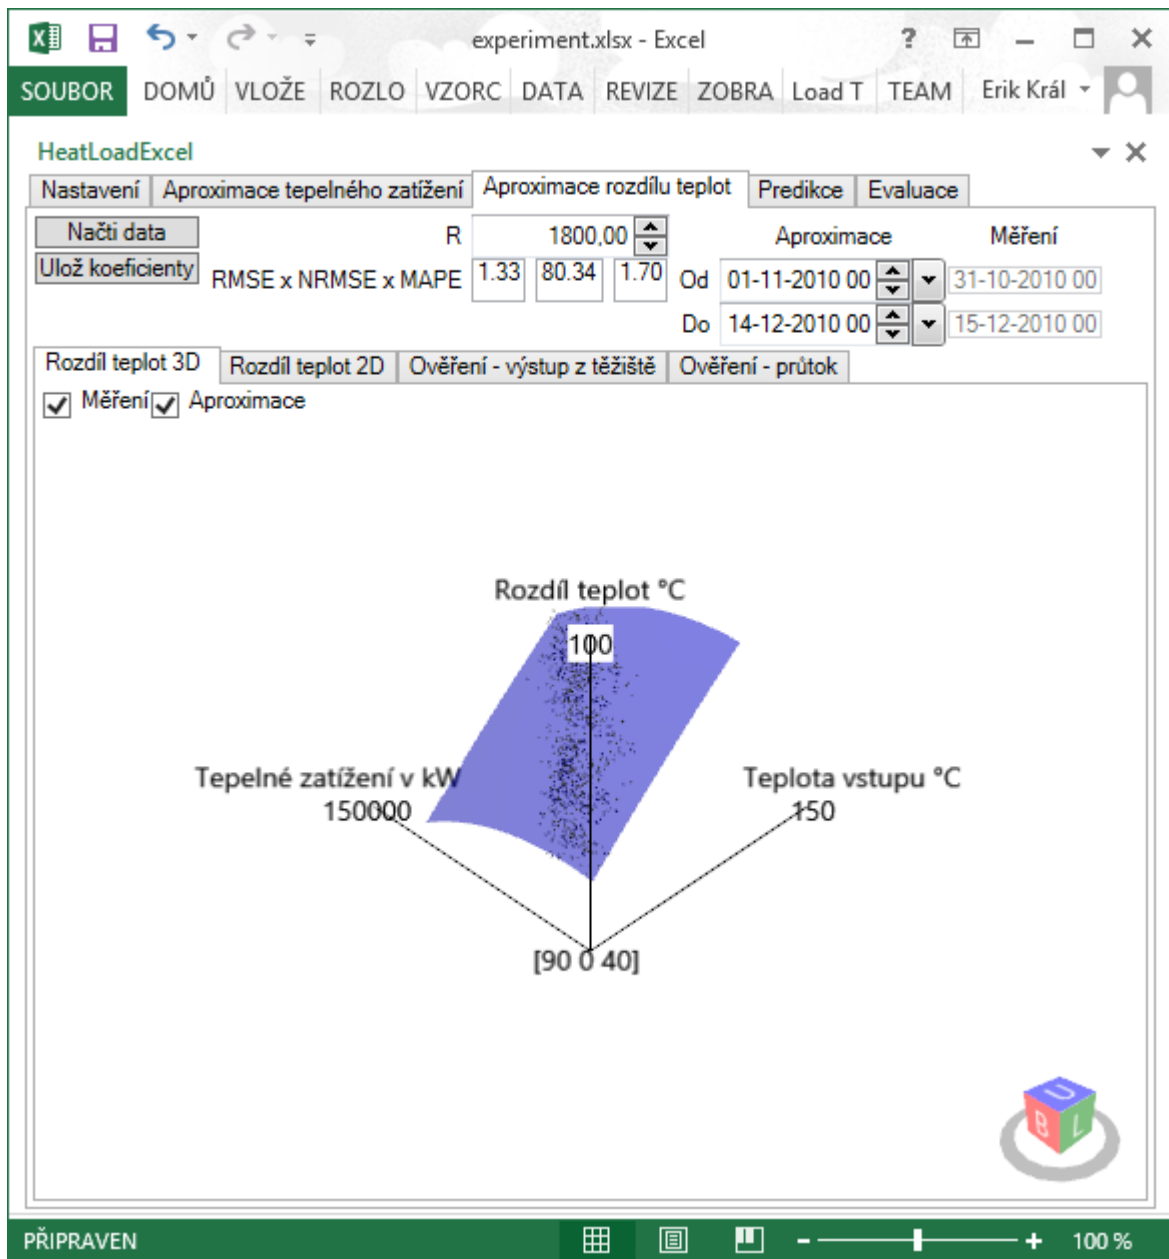 experiment.xlsx - Excel ?
SOUBOR DOMŮ VLOŽE ROZLO VZORC DATA REVIZE ZOBRA Load T TEAM Erik Král
HeatLoadExcel
Nastavení Aproximace tepelného zatížení Aproximace rozdílu teplot Predikce Evaluace
Načti data R 1800,00 Aproximace Měření
Ulož koeficienty RMSE x NRMSE x MAPE 1.33 80.34 1.70 Od 01-11-2010 00 31-10-2010 00
Do 14-12-2010 00 15-12-2010 00
Rozdíl teplot 3D Rozdíl teplot 2D Ověření - výstup z těžiště Ověření - průtok
Měření Aproximace
Rozdíl teplot °C
100
Tepelné zatížení v kW Teplota vstupu °C
150000 150
[90 0 40]
U
B L
PŘIPRAVEN 100 %